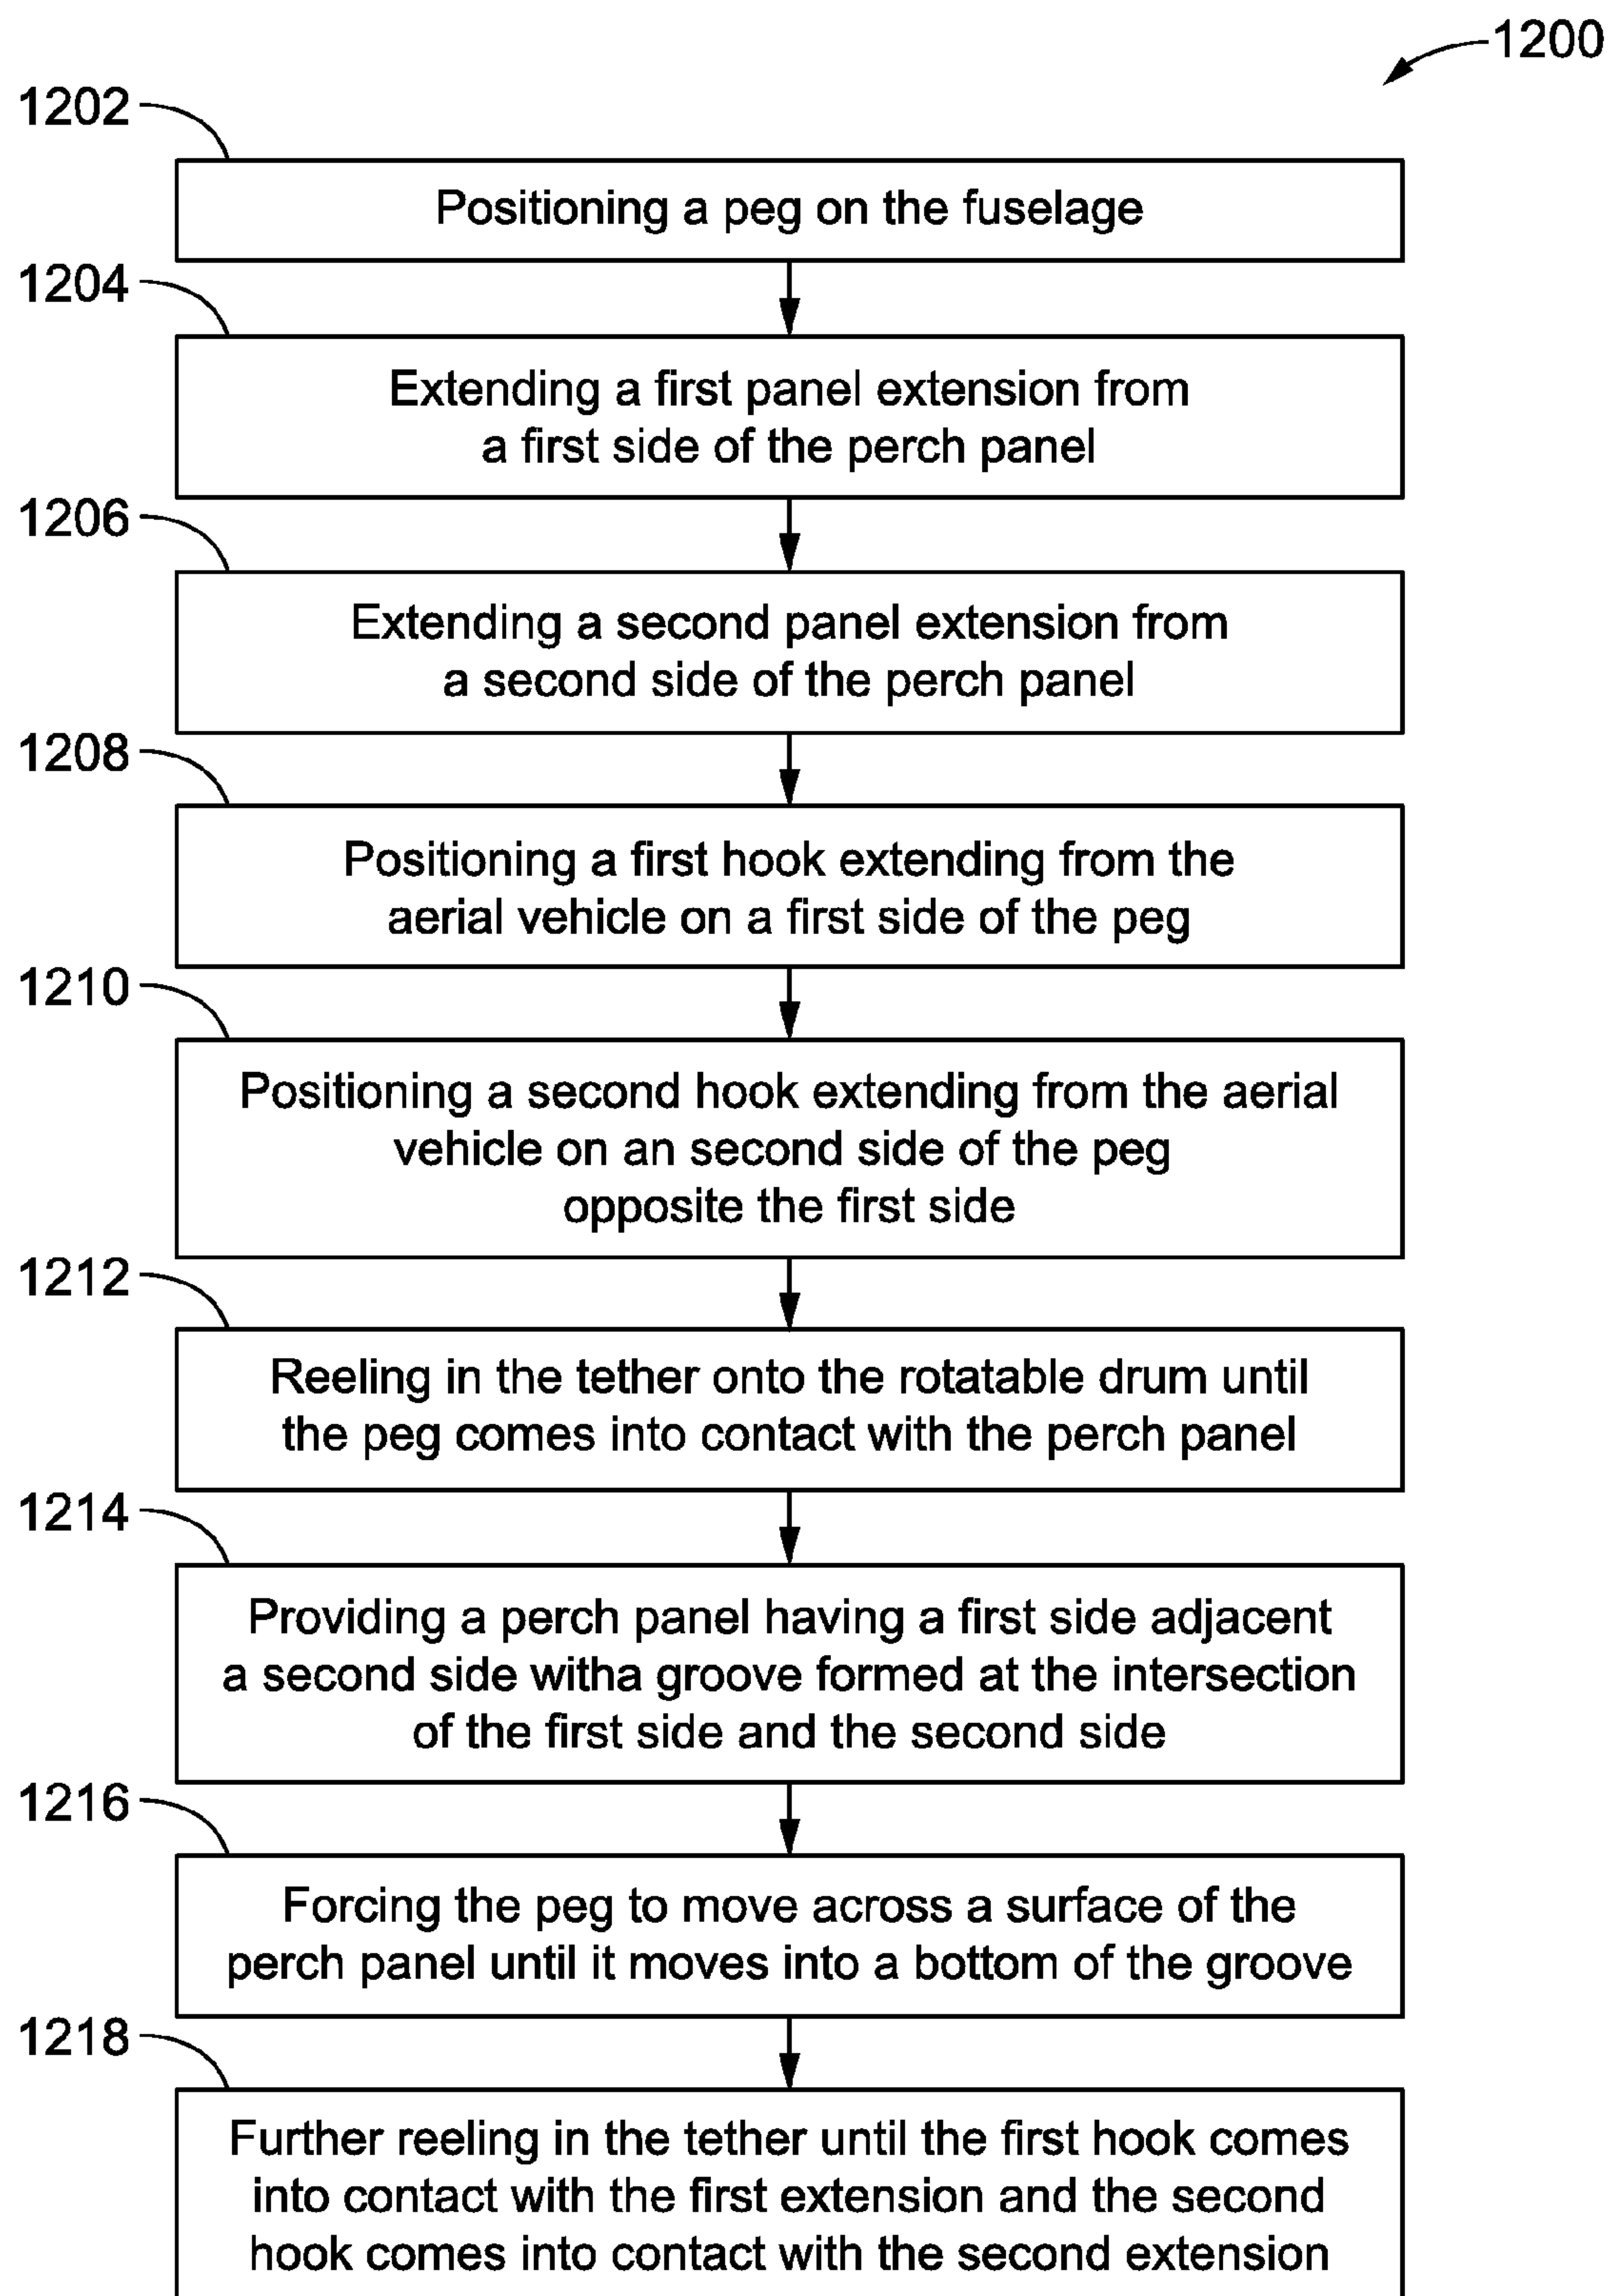 1200
1202
Positioning a peg on the fuselage
1204
Extending a first panel extension from
a first side of the perch panel
1206
Extending a second panel extension from
a second side of the perch panel
1208
Positioning a first hook extending from the
aerial vehicle on a first side of the peg
1210
Positioning a second hook extending from the aerial
vehicle on an second side of the peg
opposite the first side
1212
Reeling in the tether onto the rotatable drum until
the peg comes into contact with the perch panel
1214
Providing a perch panel having a first side adjacent
a second side witha groove formed at the intersection
of the first side and the second side
1216
Forcing the peg to move across a surface of the
perch panel until it moves into a bottom of the groove
1218
Further reeling in the tether until the first hook comes
into contact with the first extension and the second
hook comes into contact with the second extension